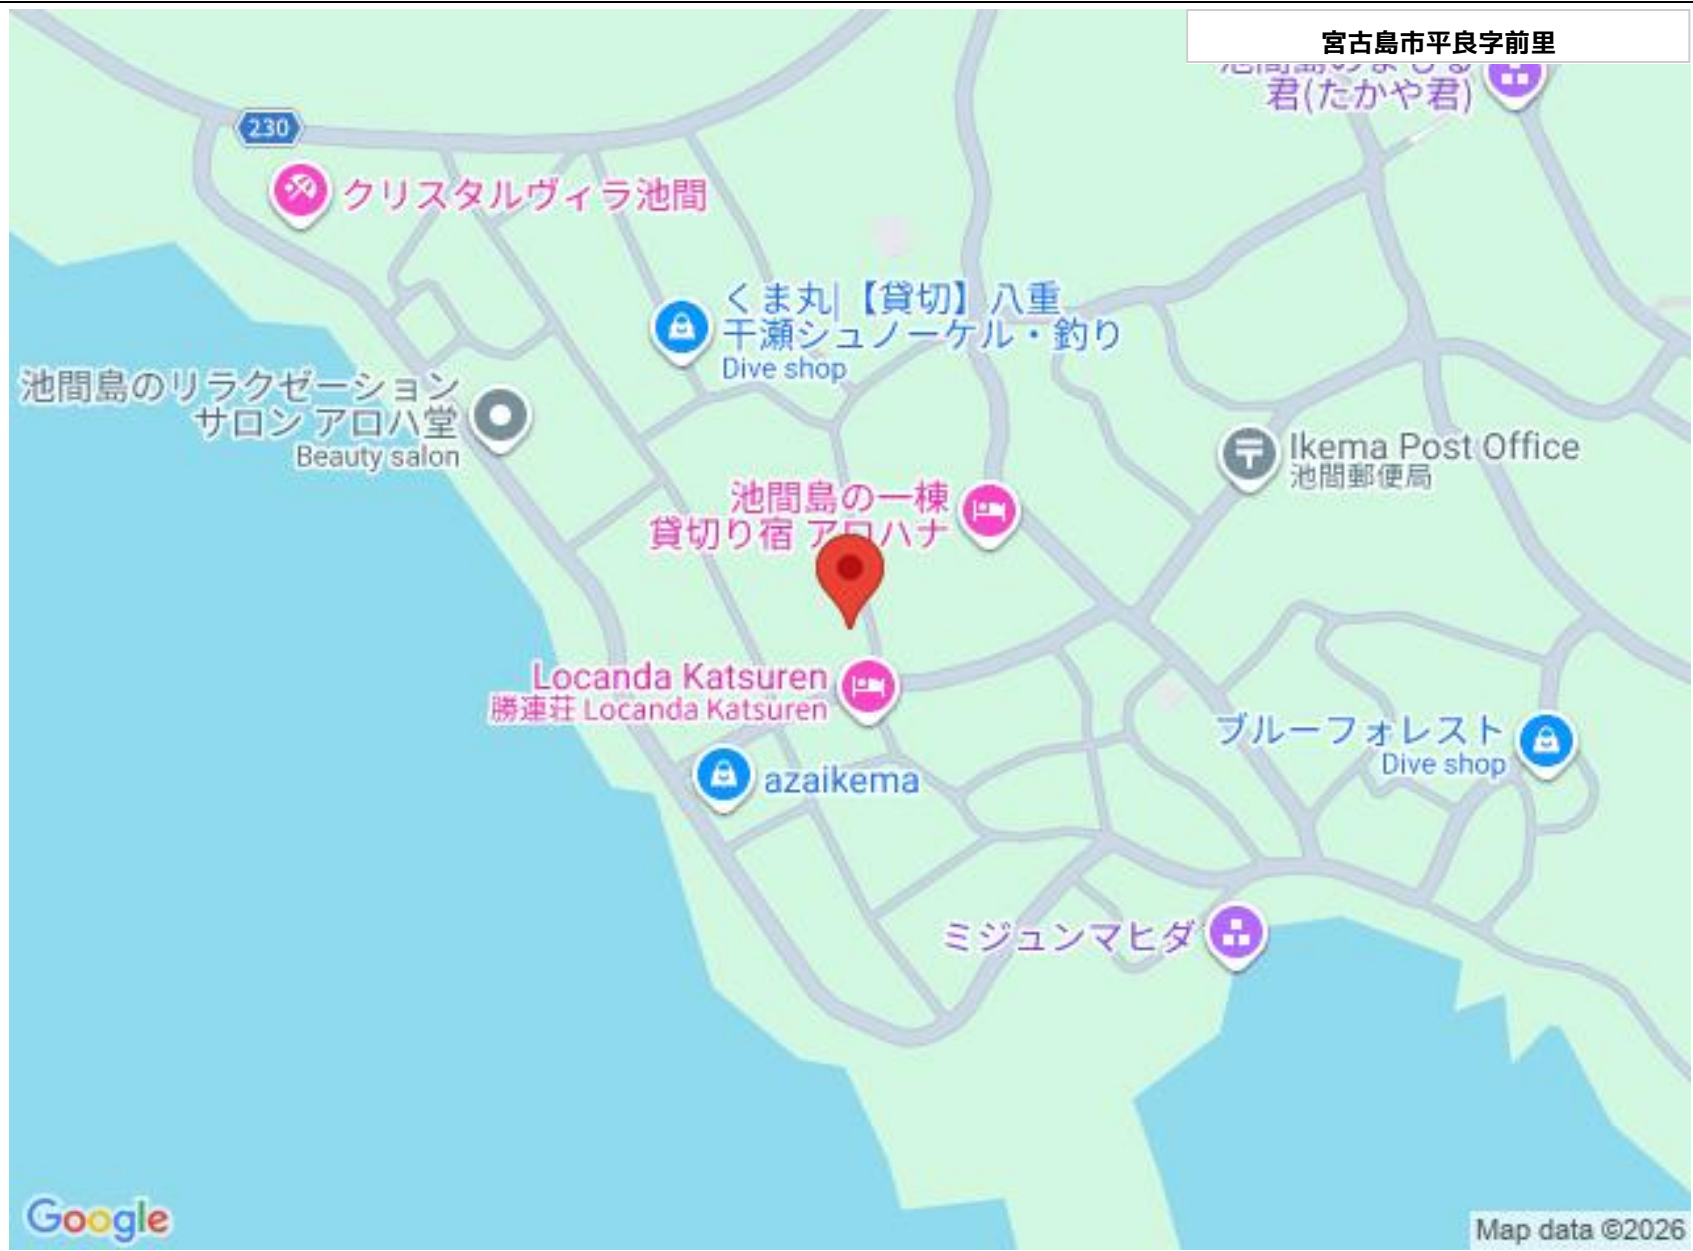 宮古島市平良字前里
君(たかや君)
230
クリスタルヴィラ池間
くま丸|【貸切】八重
干瀬シュノーケル・釣り
Dive shop
池間島のリラクゼーション
サロン アロハ堂
Beauty salon
Ikema Post Office
池間郵便局
池間島の一棟
貸切り宿 アロハナ
Locanda Katsuren
勝連荘 Locanda Katsuren
ブルーフォレスト
Dive shop
azaikema
ミジュンマヒダ
Google
Map data ©2026